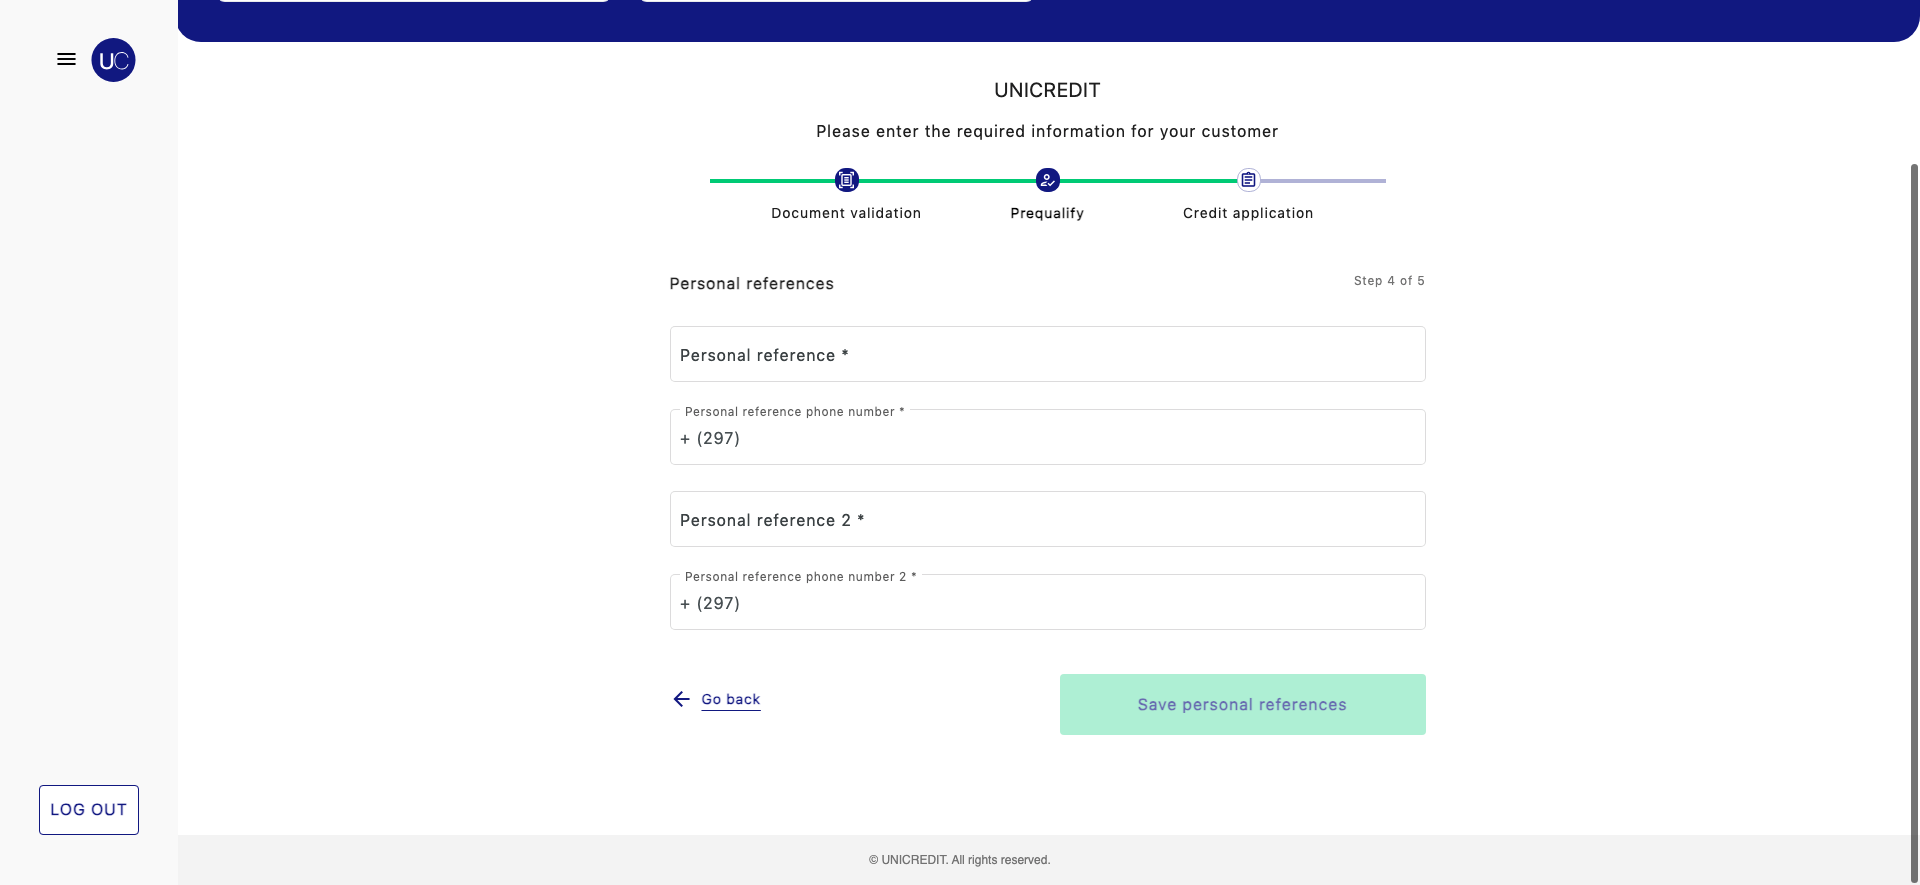 UC
UNICREDIT
Please enter the required information for your customer
Document validation
Prequalify
Credit application
Personal references
Step 4 of 5
Personal reference *
Personal reference phone number *
+ (297)
Personal reference 2 *
Personal reference phone number 2 *
+ (297)
Go back
Save personal references
LOG OUT
© UNICREDIT. All rights reserved.